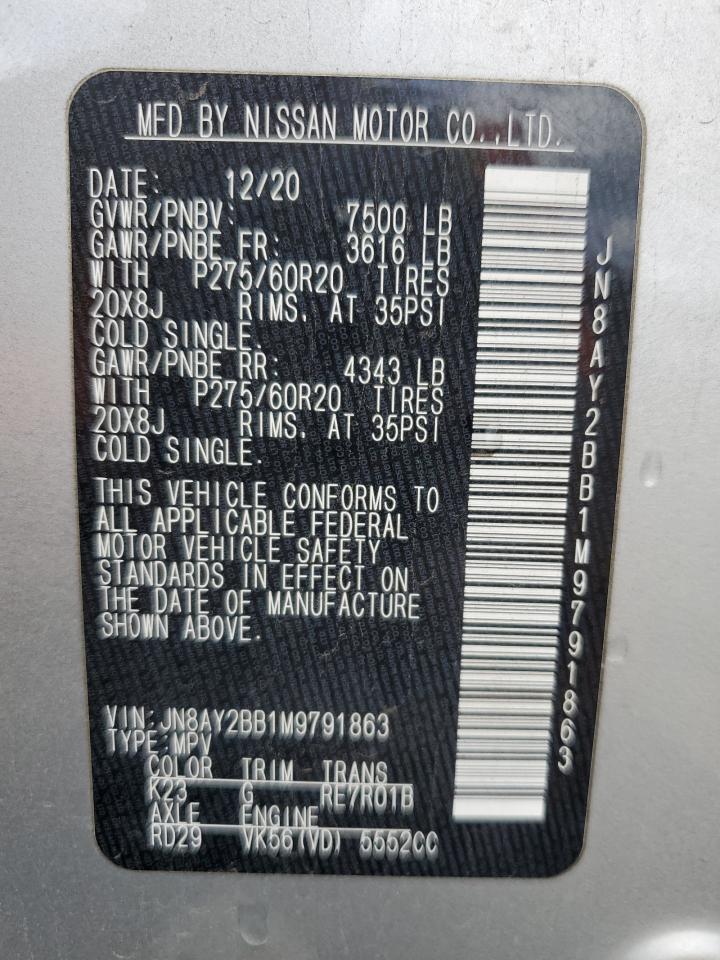 MFD BY NISSAN MOTOR CO.,LTD.
DATE: 12/20
GVWR/PNBV: 7500 LB
GAWR/PNBE FR: 3616 LB
WITH P275/60R20 TIRES
20X8J RIMS, AT 35PSI
COLD SINGLE.
GAWR/PNBE RR: 4343 LB
WITH P275/60R20 TIRES
20X8J RIMS, AT 35PSI
COLD SINGLE.
THIS VEHICLE CONFORMS TO
ALL APPLICABLE FEDERAL
MOTOR VEHICLE SAFETY
STANDARDS IN EFFECT ON
THE DATE OF MANUFACTURE
SHOWN ABOVE.
VIN:JN8AY2BB1M9791863
TYPE:MPV
COLOR TRIM TRANS
K23 G RE7R01B
AXLE ENGINE
RD29 VK56(VD) 5552CC
JN8AY2BB1M9791863